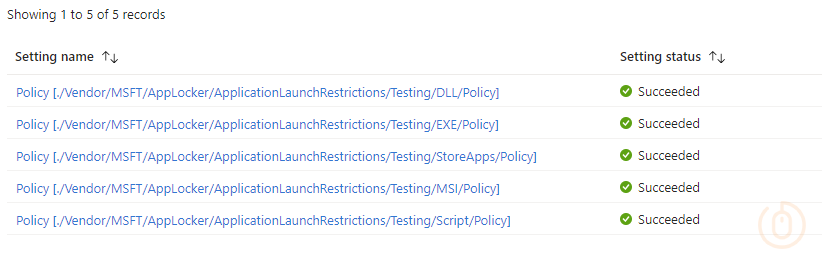 Showing 1 to 5 of 5 records
Setting name ↑↓ Setting status ↑↓
Policy [./Vendor/MSFT/AppLocker/ApplicationLaunchRestrictions/Testing/DLL/Policy] Succeeded
Policy [./Vendor/MSFT/AppLocker/ApplicationLaunchRestrictions/Testing/EXE/Policy] Succeeded
Policy [./Vendor/MSFT/AppLocker/ApplicationLaunchRestrictions/Testing/StoreApps/Policy] Succeeded
Policy [./Vendor/MSFT/AppLocker/ApplicationLaunchRestrictions/Testing/MSI/Policy] Succeeded
Policy [./Vendor/MSFT/AppLocker/ApplicationLaunchRestrictions/Testing/Script/Policy] Succeeded